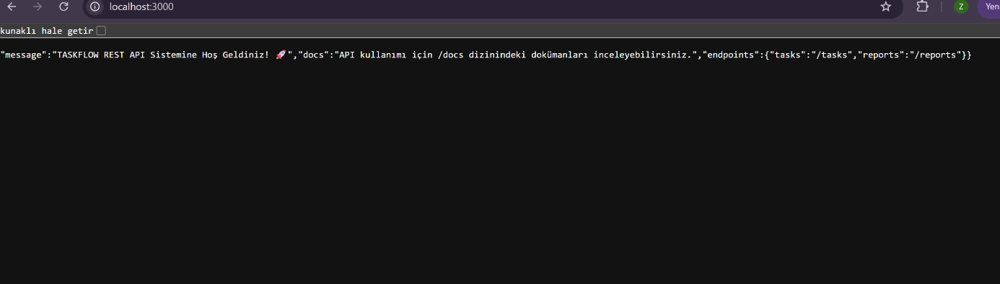 localhost:3000
Z
Yen
kunaklı hale getir
"message":"TASKFLOW REST API Sistemine Hoş Geldiniz! 🚀","docs":"API kullanımı için /docs dizinindeki dokümanları inceleyebilirsiniz.","endpoints":{"tasks":"/tasks","reports":"/reports"}}